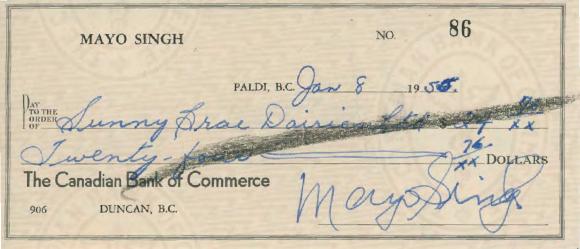 MAYO SINGH NO. 86
PALDI, B.C. Jan 8 1955.
PAY TO THE ORDER OF Sunny Brae Dairies Ltd $ 24 xx
Twenty-four 76 xx DOLLARS
The Canadian Bank of Commerce
906 DUNCAN, B.C. Mayo Singh